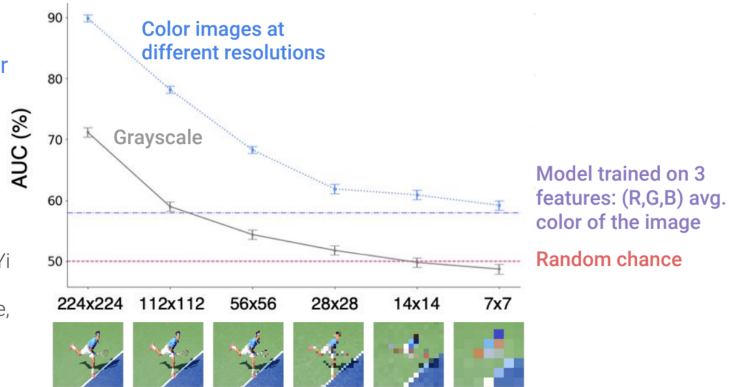 r
Yi
e,
AUC (%)
90
80
70
60
50
Color images at
different resolutions
Grayscale
Model trained on 3
features: (R,G,B) avg.
color of the image
Random chance
224x224 112x112 56x56 28x28 14x14 7x7